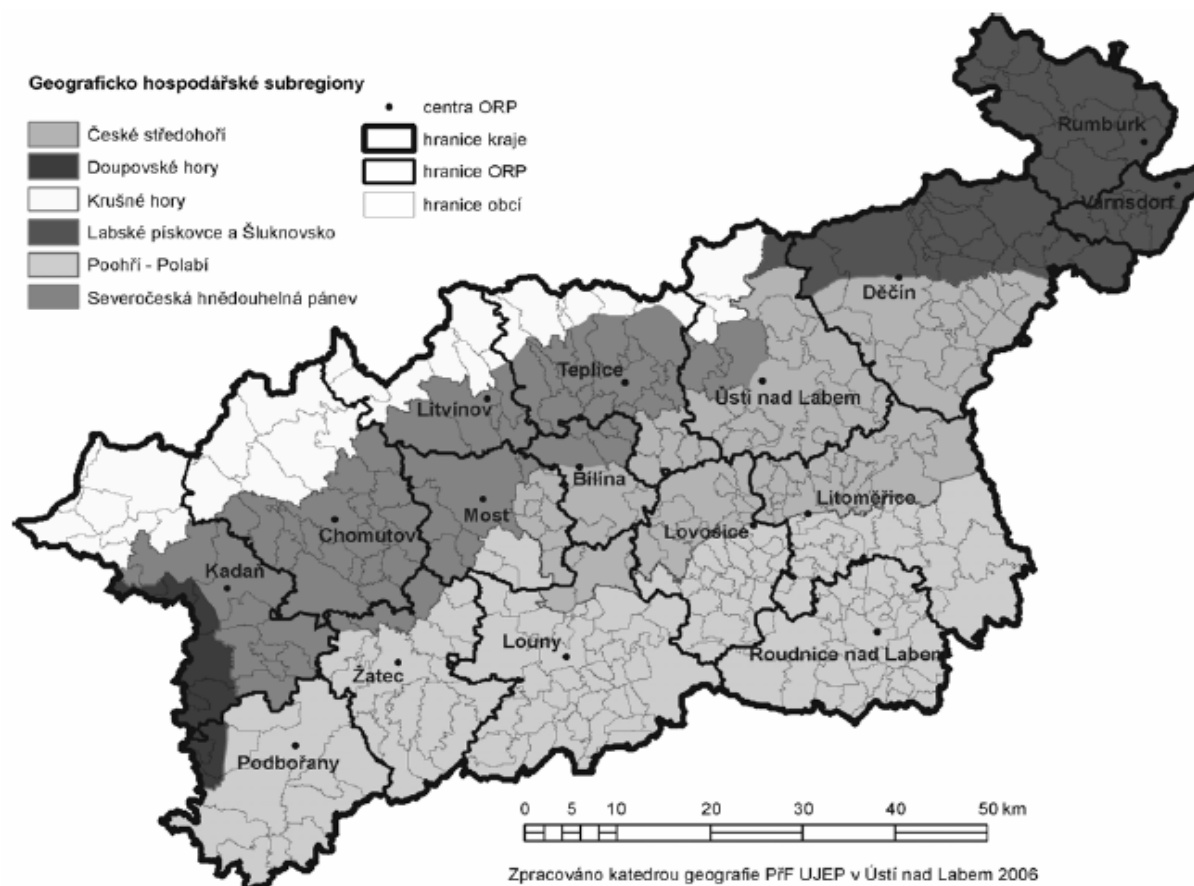 Geograficko hospodářské subregiony
České středohoří
Doupovské hory
Krušné hory
Labské pískovce a Šluknovsko
Poohří - Polabí
Severočeská hnědouhelná pánev
centra ORP
hranice kraje
hranice ORP
hranice obcí
Rumburk
Varnsdorf
Děčín
Teplice
Ústí nad Labem
Litvínov
Bílina
Litoměřice
Most
Lovosice
Chomutov
Kadaň
Louny
Roudnice nad Labem
Žatec
Podbořany
0 5 10 20 30 40 50 km
Zpracováno katedrou geografie PřF UJEP v Ústí nad Labem 2006